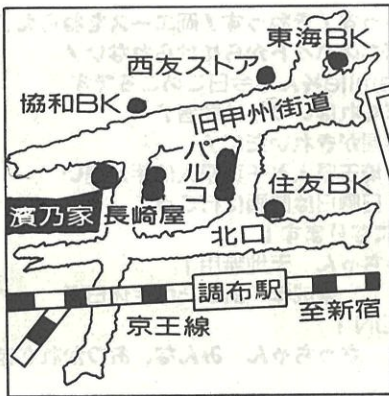 東海BK
西友ストア
協和BK
旧甲州街道
パルコ
濱乃家
長崎屋
住友BK
北口
調布駅
京王線
至新宿